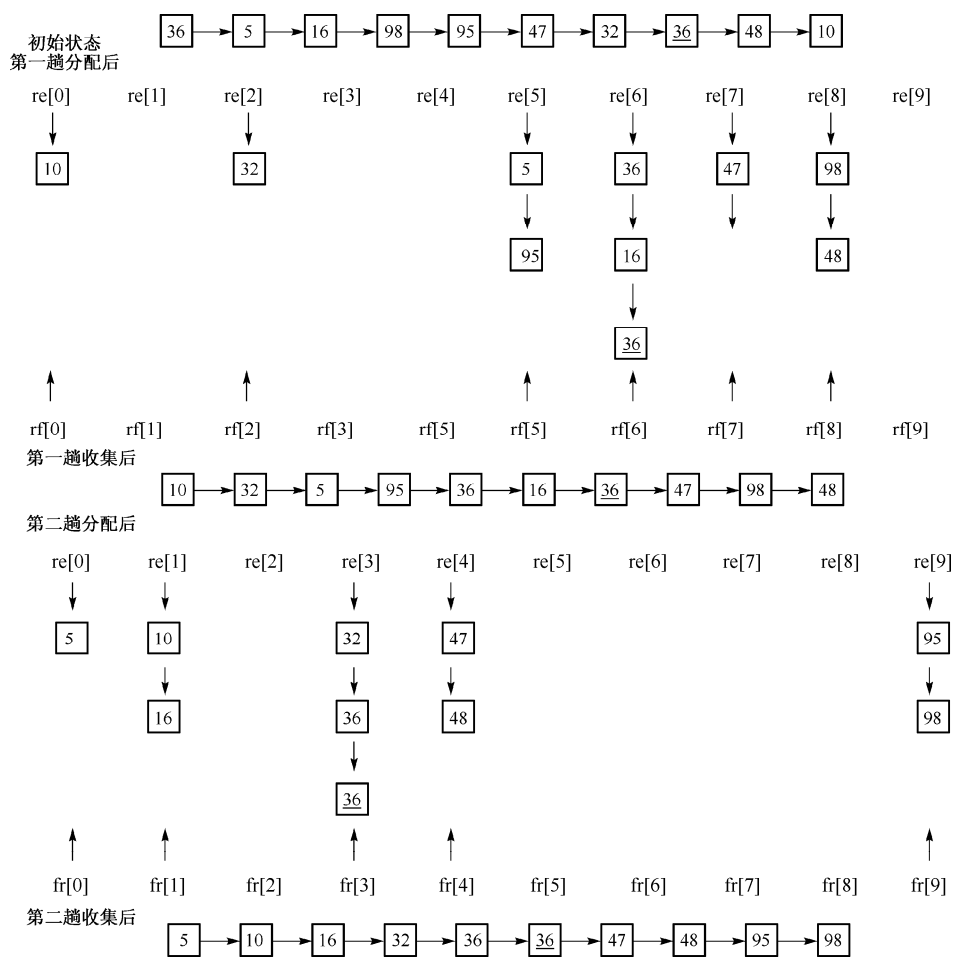 36 5 16 98 95 47 32 36 48 10
初始状态
第一趟分配后
re[0] re[1] re[2] re[3] re[4] re[5] re[6] re[7] re[8] re[9]
10 32 5 36 47 98
95 16 48
36
rf[0] rf[1] rf[2] rf[3] rf[5] rf[5] rf[6] rf[7] rf[8] rf[9]
第一趟收集后
10 32 5 95 36 16 36 47 98 48
第二趟分配后
re[0] re[1] re[2] re[3] re[4] re[5] re[6] re[7] re[8] re[9]
5 10 32 47 95
16 36 48 98
36
fr[0] fr[1] fr[2] fr[3] fr[4] fr[5] fr[6] fr[7] fr[8] fr[9]
第二趟收集后
5 10 16 32 36 36 47 48 95 98